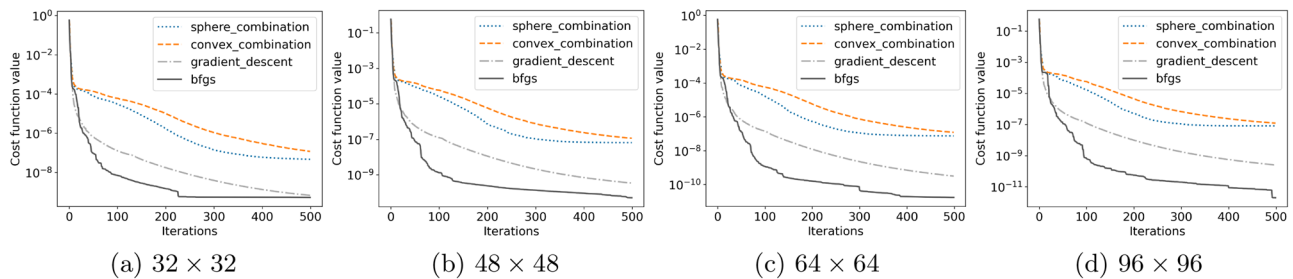 10^0
10^-2
10^-4
10^-6
10^-8
Cost function value
sphere_combination
convex_combination
gradient_descent
bfgs
0 100 200 300 400 500
Iterations
(a) 32 × 32
10^-1
10^-3
10^-5
10^-7
10^-9
Cost function value
sphere_combination
convex_combination
gradient_descent
bfgs
0 100 200 300 400 500
Iterations
(b) 48 × 48
10^0
10^-2
10^-4
10^-6
10^-8
10^-10
Cost function value
sphere_combination
convex_combination
gradient_descent
bfgs
0 100 200 300 400 500
Iterations
(c) 64 × 64
10^-1
10^-3
10^-5
10^-7
10^-9
10^-11
Cost function value
sphere_combination
convex_combination
gradient_descent
bfgs
0 100 200 300 400 500
Iterations
(d) 96 × 96